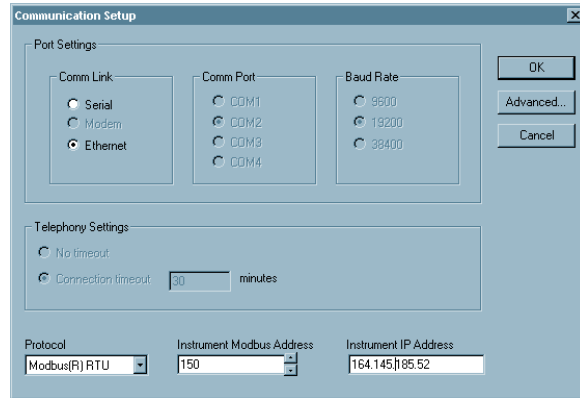 Communication Setup
Port Settings
Comm Link
Serial
Modem
Ethernet
Comm Port
COM1
COM2
COM3
COM4
Baud Rate
9600
19200
38400
OK
Advanced...
Cancel
Telephony Settings
No timeout
Connection timeout 30 minutes
Protocol
Modbus(R) RTU
Instrument Modbus Address
150
Instrument IP Address
164.145.185.52